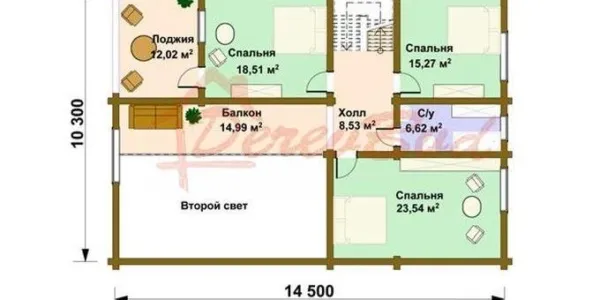 Лоджия
12,02 м²
Спальня
18,51 м²
Спальня
15,27 м²
Балкон
14,99 м²
Холл
8,53 м²
С/у
6,62 м²
Второй свет
Спальня
23,54 м²
10 300
14 500